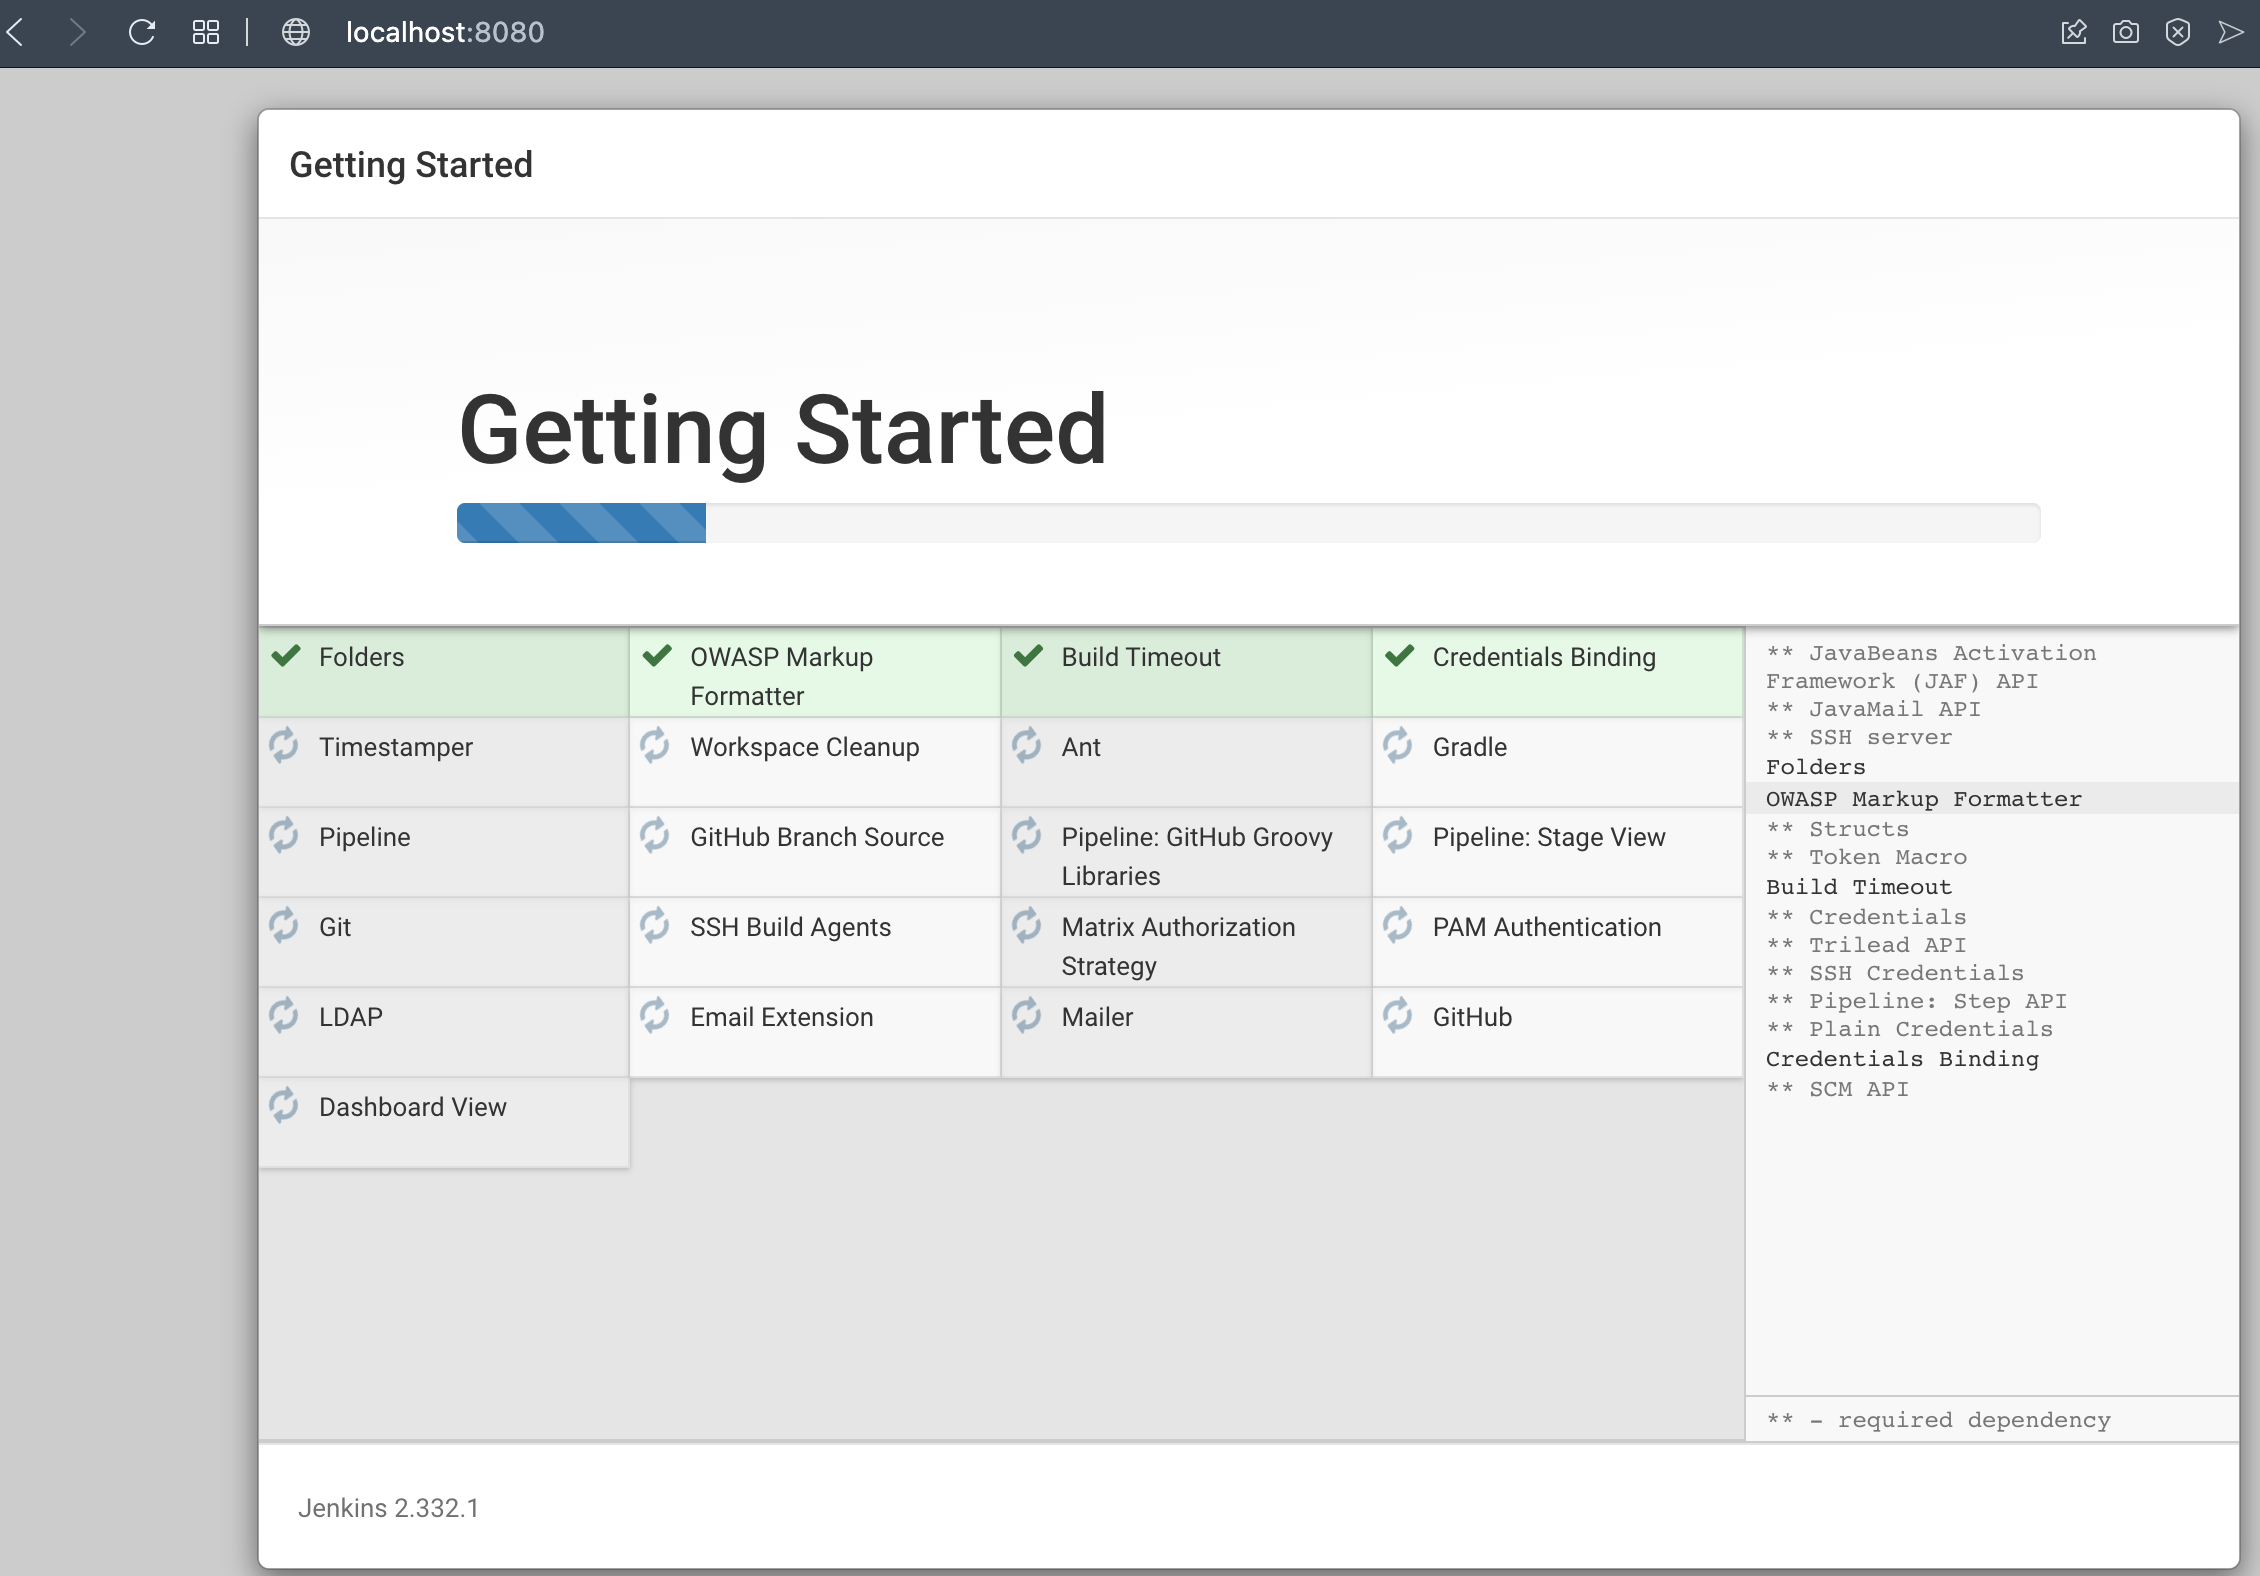 localhost:8080
Getting Started
Getting Started
Folders
OWASP Markup
Formatter
Build Timeout
Credentials Binding
Timestamper
Workspace Cleanup
Ant
Gradle
Pipeline
GitHub Branch Source
Pipeline: GitHub Groovy
Libraries
Pipeline: Stage View
Git
SSH Build Agents
Matrix Authorization
Strategy
PAM Authentication
LDAP
Email Extension
Mailer
GitHub
Dashboard View
** JavaBeans Activation
Framework (JAF) API
** JavaMail API
** SSH server
Folders
OWASP Markup Formatter
** Structs
** Token Macro
Build Timeout
** Credentials
** Trilead API
** SSH Credentials
** Pipeline: Step API
** Plain Credentials
Credentials Binding
** SCM API
** - required dependency
Jenkins 2.332.1